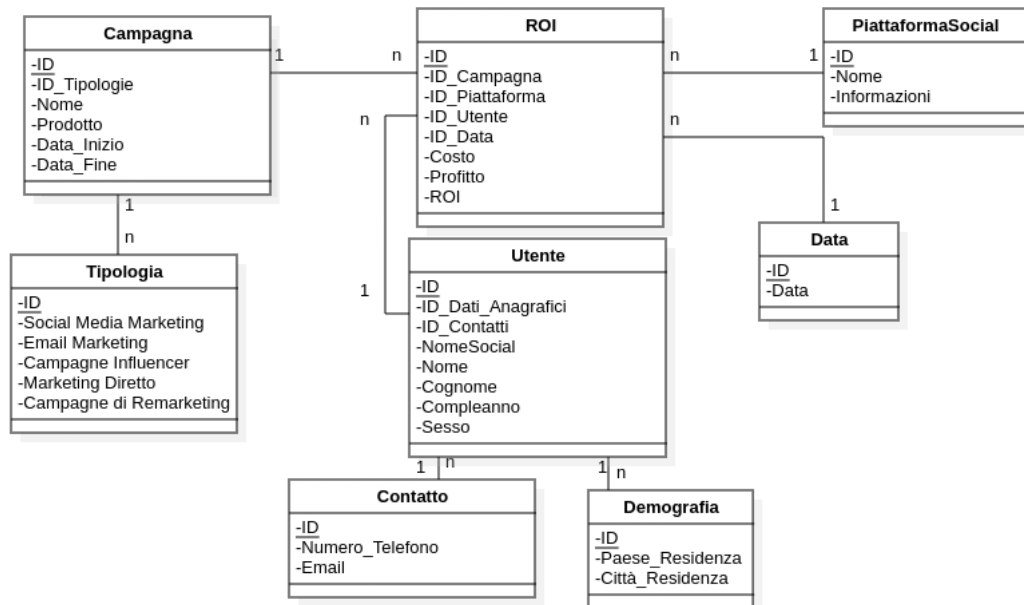 Campagna
-ID
-ID_Tipologie
-Nome
-Prodotto
-Data_Inizio
-Data_Fine
1
n
ROI
-ID
-ID_Campagna
-ID_Piattaforma
-ID_Utente
-ID_Data
-Costo
-Profitto
-ROI
n
1
PiattaformaSocial
-ID
-Nome
-Informazioni
n
1
Data
-ID
-Data
1
n
Tipologia
-ID
-Social Media Marketing
-Email Marketing
-Campagne Influencer
-Marketing Diretto
-Campagne di Remarketing
n
1
Utente
-ID
-ID_Dati_Anagrafici
-ID_Contatti
-NomeSocial
-Nome
-Cognome
-Compleanno
-Sesso
1
n
Contatto
-ID
-Numero_Telefono
-Email
1
n
Demografia
-ID
-Paese_Residenza
-Città_Residenza